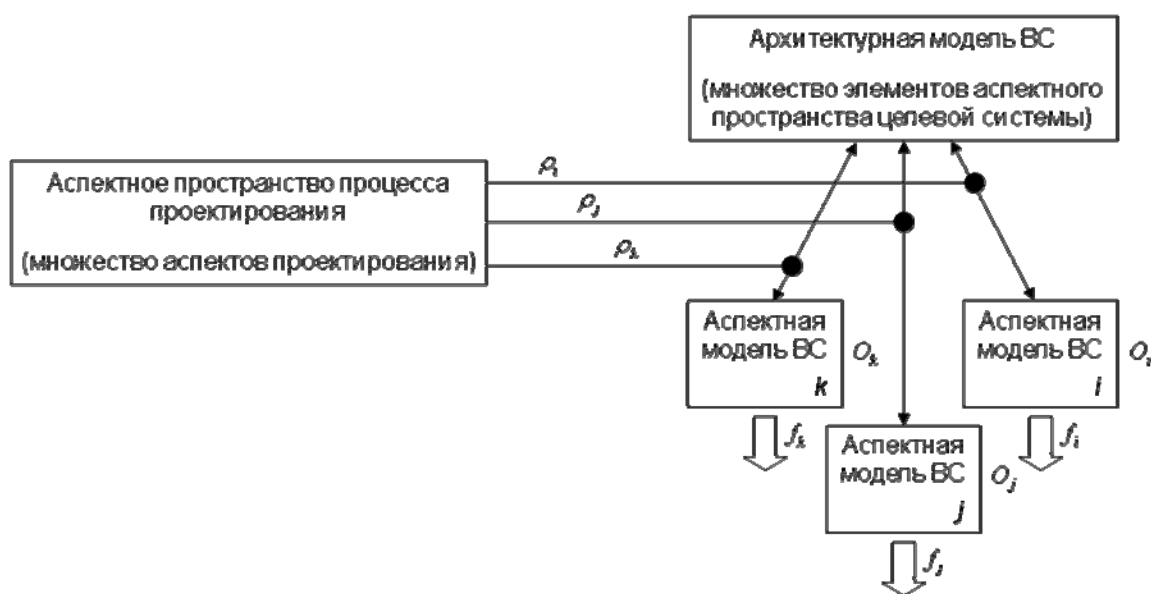 Архитектурная модель ВС
(множество элементов аспектного
пространства целевой системы)
Аспектное пространство процесса
проектирования
(множество аспектов проектирования)
ρi
ρj
ρk
Аспектная
модель ВС
k
Ok
Аспектная
модель ВС
i
Oi
fk
Аспектная
модель ВС
j
Oj
fi
fj